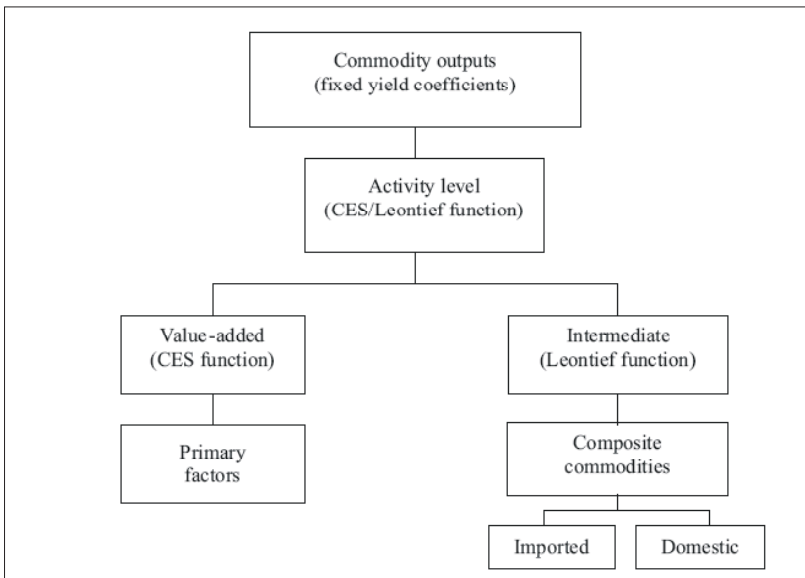 Commodity outputs
(fixed yield coefficients)
Activity level
(CES/Leontief function)
Value-added
(CES function)
Intermediate
(Leontief function)
Primary
factors
Composite
commodities
Imported
Domestic